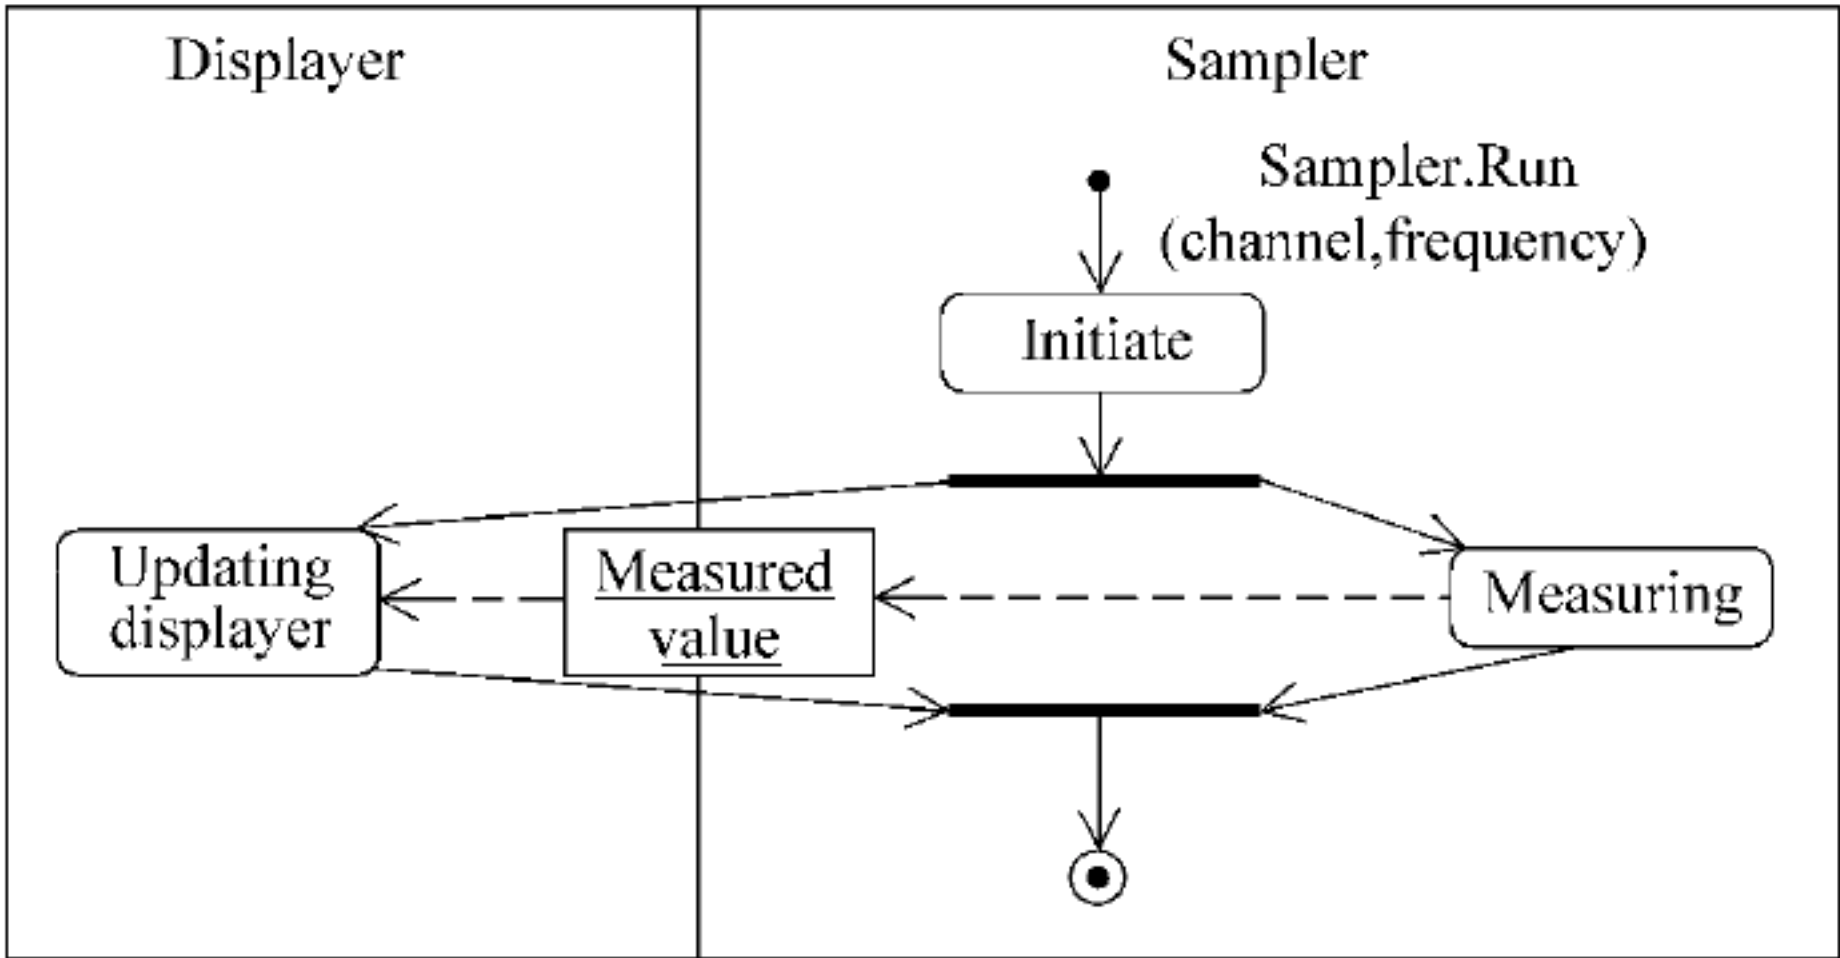 Displayer
Sampler
Sampler.Run
(channel,frequency)
Initiate
Updating
displayer
Measured
value
Measuring